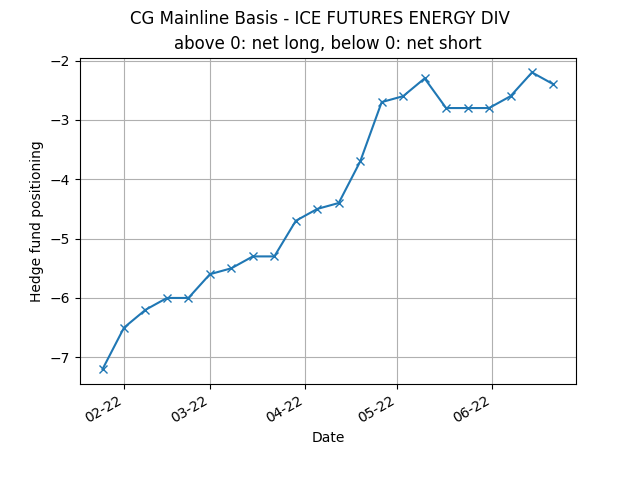 CG Mainline Basis - ICE FUTURES ENERGY DIV
above 0: net long, below 0: net short
Hedge fund positioning
−2
−3
−4
−5
−6
−7
02-22
03-22
04-22
05-22
06-22
Date